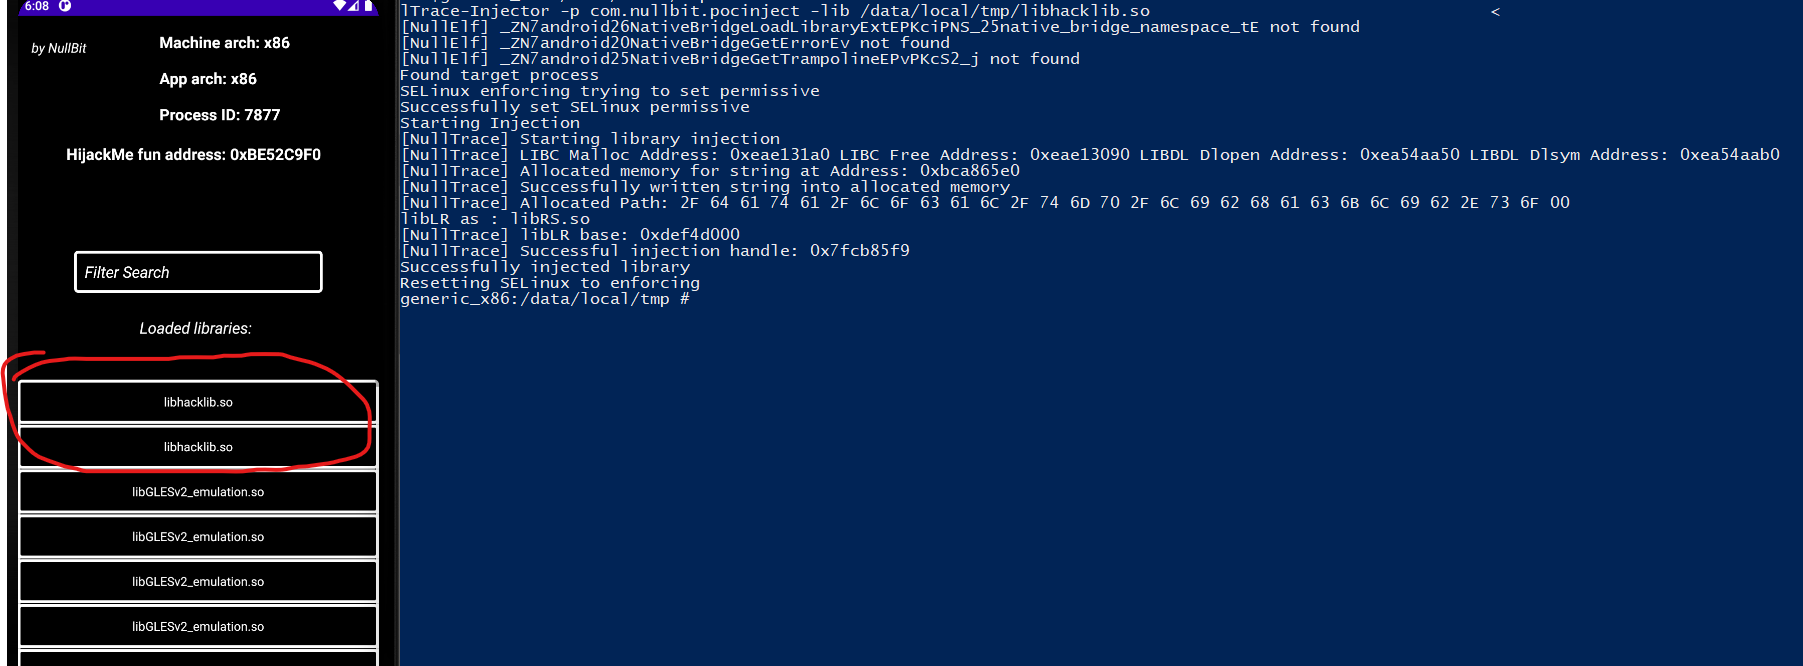 6:08
by NullBit
Machine arch: x86
App arch: x86
Process ID: 7877
HijackMe fun address: 0xBE52C9F0
Filter Search
Loaded libraries:
libhacklib.so
libhacklib.so
libGLESv2_emulation.so
libGLESv2_emulation.so
libGLESv2_emulation.so
libGLESv2_emulation.so
lTrace-Injector -p com.nullbit.pocinject -lib /data/local/tmp/libhacklib.so <
[NullElf] _ZN7android26NativeBridgeLoadLibraryExtEPKciPNS_25native_bridge_namespace_tE not found
[NullElf] _ZN7android20NativeBridgeGetErrorEv not found
[NullElf] _ZN7android25NativeBridgeGetTrampolineEPvPKcS2_j not found
Found target process
SELinux enforcing trying to set permissive
Successfully set SELinux permissive
Starting Injection
[NullTrace] Starting library injection
[NullTrace] LIBC Malloc Address: 0xeae131a0 LIBC Free Address: 0xeae13090 LIBDL Dlopen Address: 0xea54aa50 LIBDL Dlsym Address: 0xea54aab0
[NullTrace] Allocated memory for string at Address: 0xbca865e0
[NullTrace] Successfully written string into allocated memory
[NullTrace] Allocated Path: 2F 64 61 74 61 2F 6C 6F 63 61 6C 2F 74 6D 70 2F 6C 69 62 68 61 63 6B 6C 69 62 2E 73 6F 00
libLR as : libRS.so
[NullTrace] libLR base: 0xdef4d000
[NullTrace] Successful injection handle: 0x7fcb85f9
Successfully injected library
Resetting SELinux to enforcing
generic_x86:/data/local/tmp #